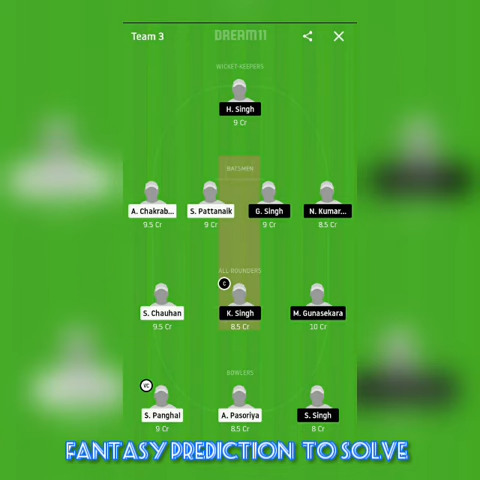 Team 3
DREAM11
WICKET-KEEPERS
H. Singh
9 Cr
BATSMEN
A. Chakrab... S. Pattanaik G. Singh N. Kumar...
9.5 Cr 9 Cr 9 Cr 8.5 Cr
ALL-ROUNDERS
C
S. Chauhan K. Singh M. Gunasekara
9.5 Cr 8.5 Cr 10 Cr
BOWLERS
VC
S. Panghal A. Pasoriya S. Singh
9 Cr 8.5 Cr 8 Cr
FANTASY PREDICTION TO SOLVE